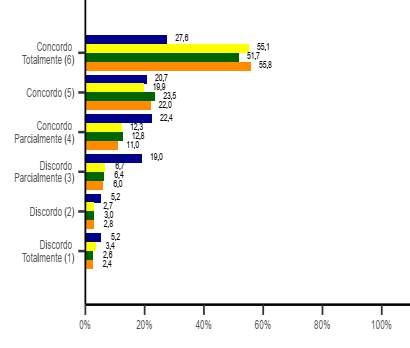 Concordo
Totalmente (6)
27,6
55,1
51,7
55,8
Concordo (5)
20,7
19,9
23,5
22,0
Concordo
Parcialmente (4)
22,4
12,3
12,8
11,0
Discordo
Parcialmente (3)
19,0
6,7
6,4
6,0
Discordo (2)
5,2
2,7
3,0
2,8
Discordo
Totalmente (1)
5,2
3,4
2,6
2,4
0% 20% 40% 60% 80% 100%